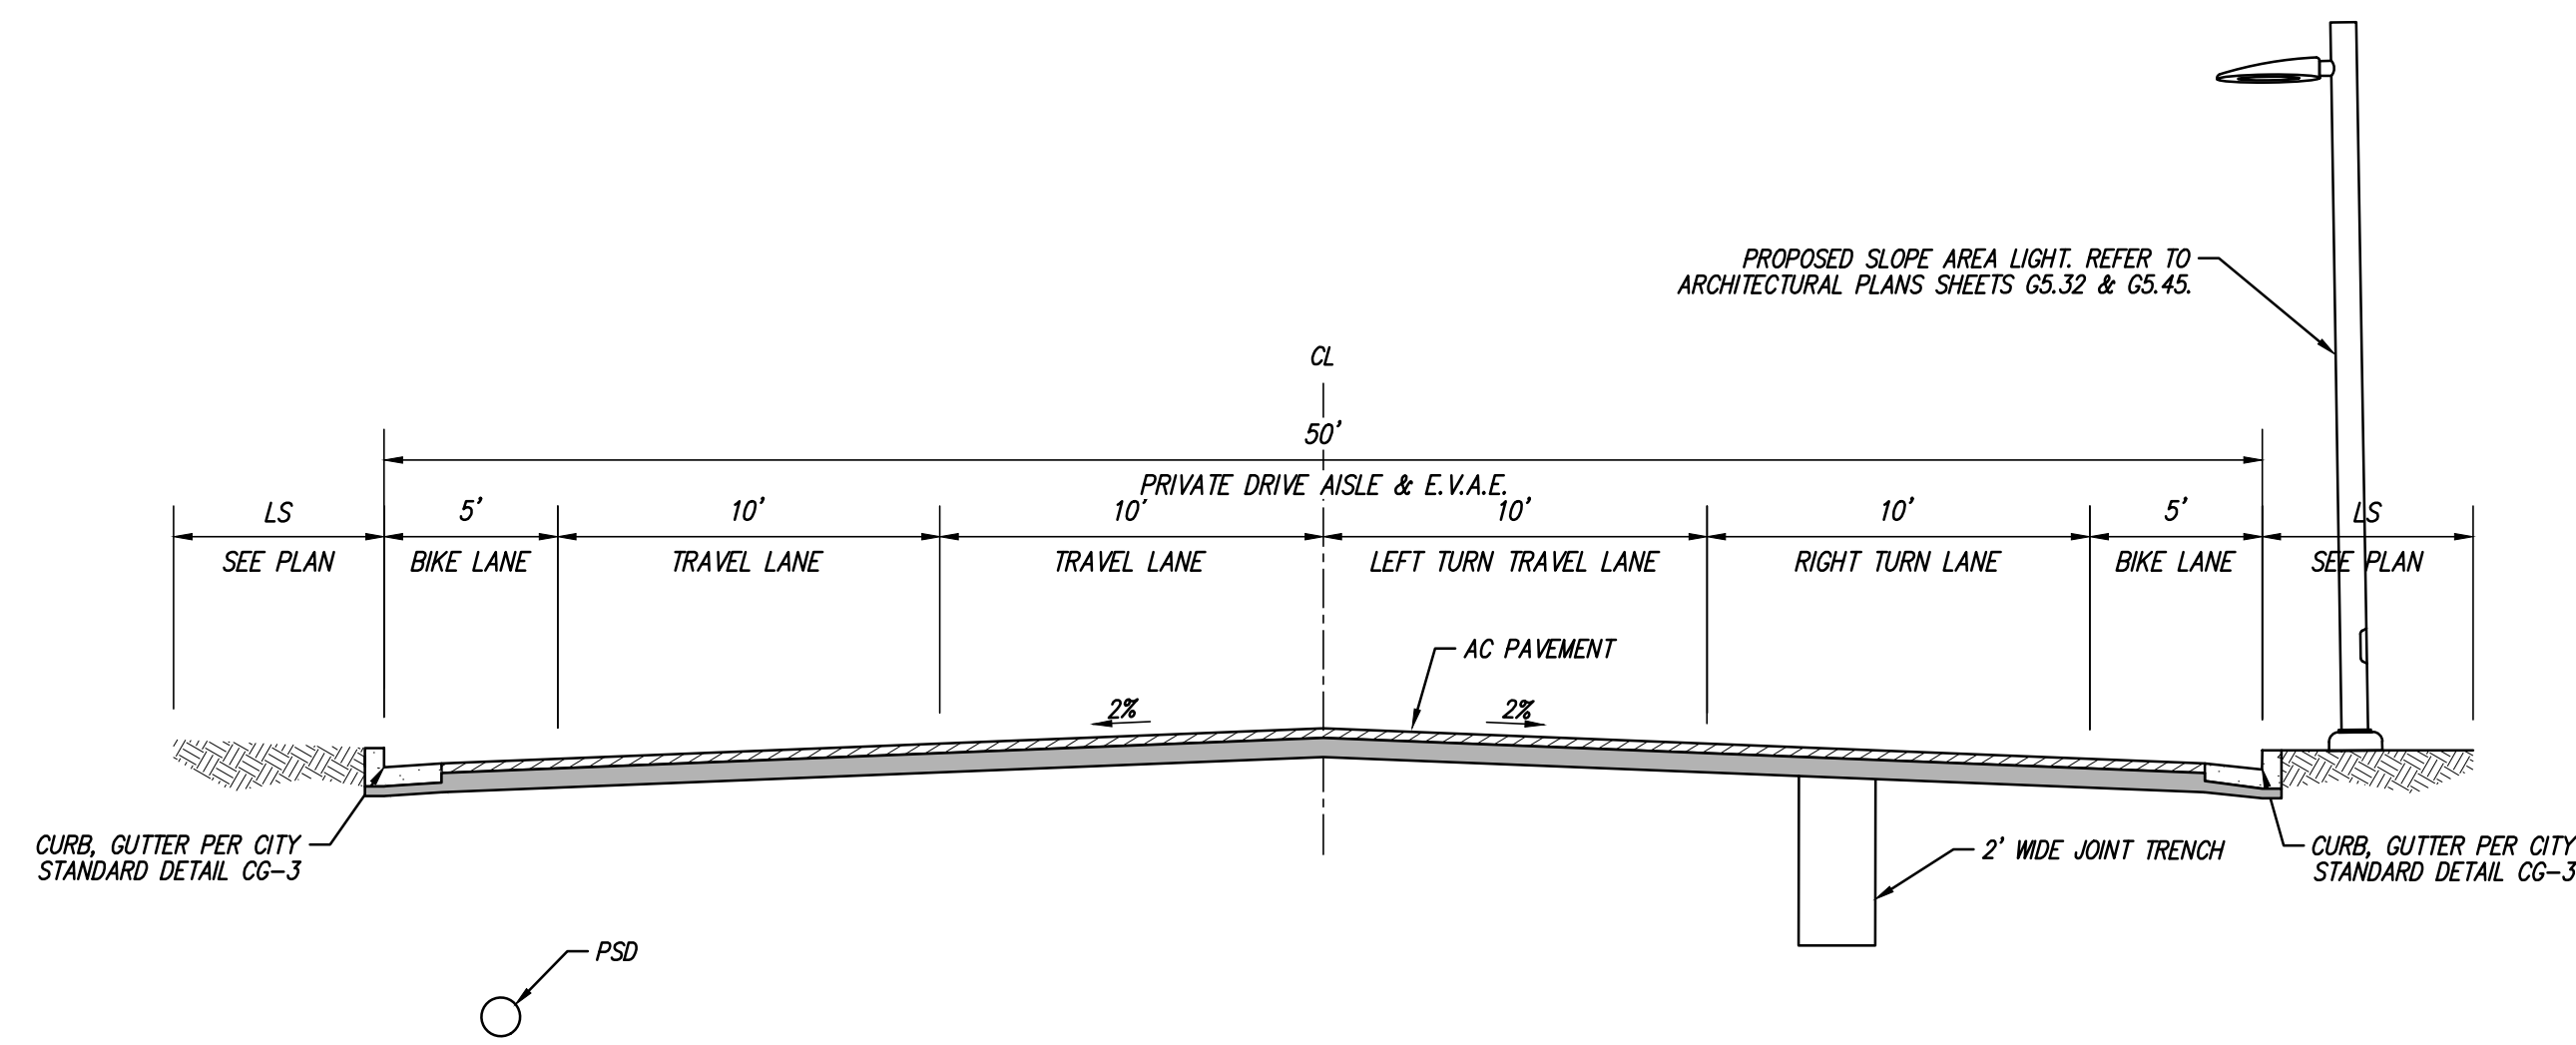 PROPOSED SLOPE AREA LIGHT. REFER TO
ARCHITECTURAL PLANS SHEETS G5.32 & G5.45.
CL
50'
PRIVATE DRIVE AISLE & E.V.A.E.
LS
5'
10'
10'
10'
10'
5'
LS
SEE PLAN
BIKE LANE
TRAVEL LANE
TRAVEL LANE
LEFT TURN TRAVEL LANE
RIGHT TURN LANE
BIKE LANE
SEE PLAN
AC PAVEMENT
2%
2%
CURB, GUTTER PER CITY
STANDARD DETAIL CG-3
2' WIDE JOINT TRENCH
CURB, GUTTER PER CITY
STANDARD DETAIL CG-3
PSD